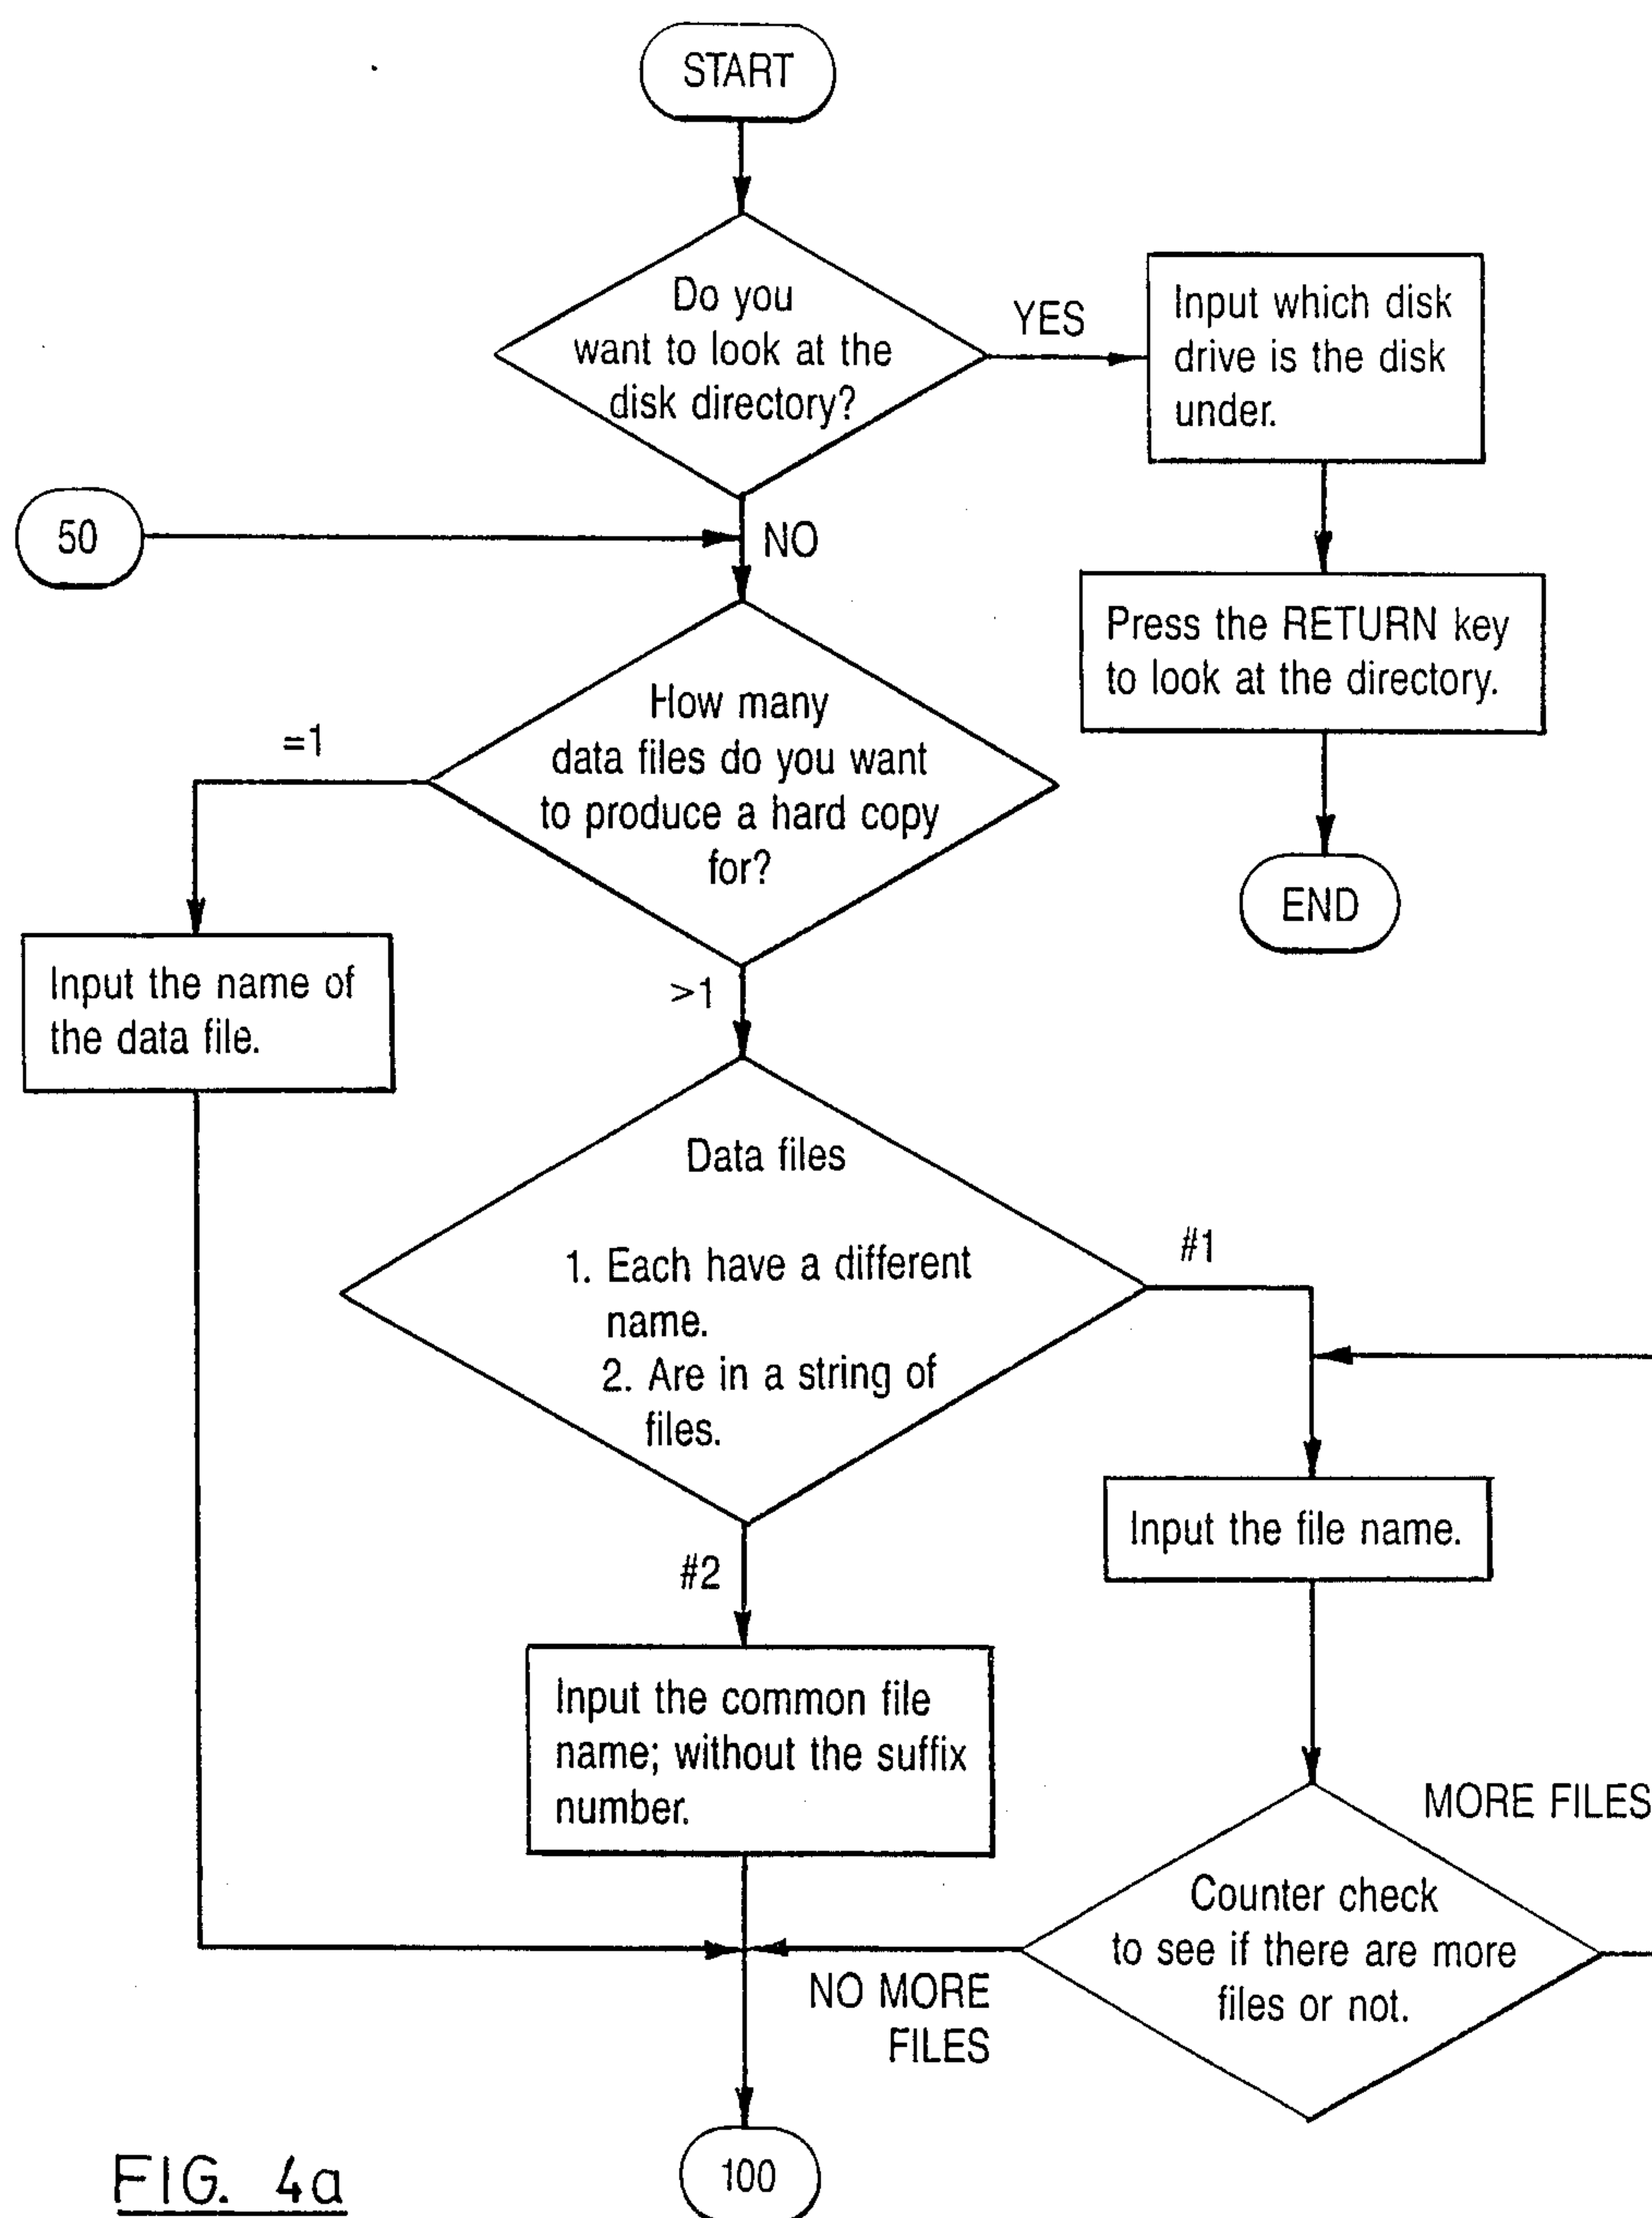 START
Do you
want to look at the
disk directory?
YES
Input which disk
drive is the disk
under.
50
NO
Press the RETURN key
to look at the directory.
END
How many
data files do you want
to produce a hard copy
for?
=1
Input the name of
the data file.
>1
Data files
1. Each have a different
name.
2. Are in a string of
files.
#1
Input the file name.
#2
Input the common file
name; without the suffix
number.
MORE FILES
Counter check
to see if there are more
files or not.
NO MORE
FILES
100
FIG. 4a